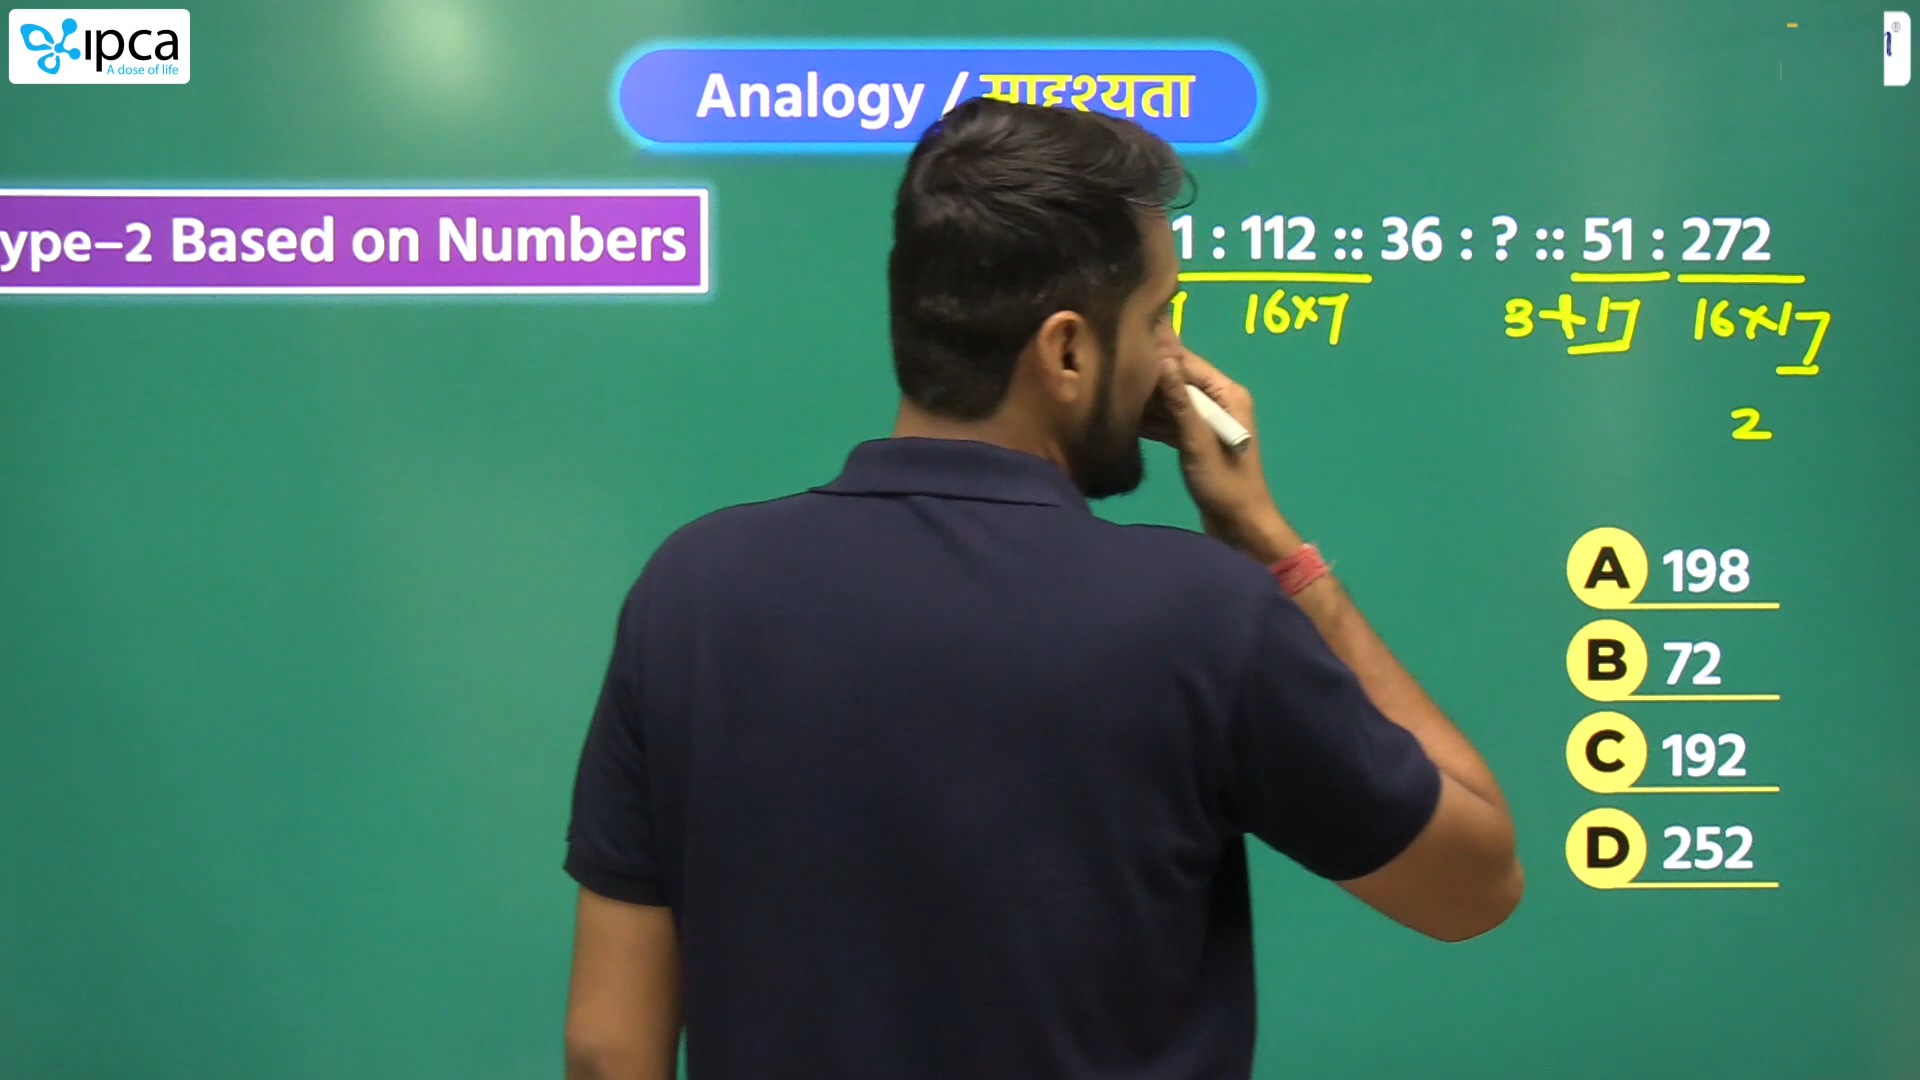 ipca
A dose of life
®
Analogy / सादृश्यता
ype–2 Based on Numbers
1 : 112 :: 36 : ? :: 51 : 272
7 16×7 3+17 16×17
2
A 198
B 72
C 192
D 252